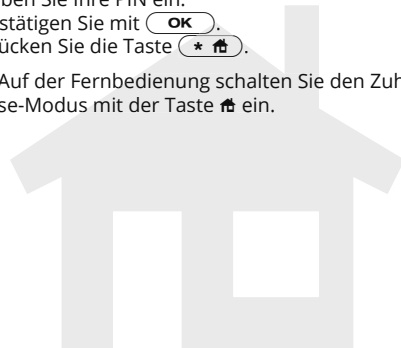 ben Sie Ihre PIN ein.
stätigen Sie mit OK.
ücken Sie die Taste *.
Auf der Fernbedienung schalten Sie den Zuh
se-Modus mit der Taste ein.